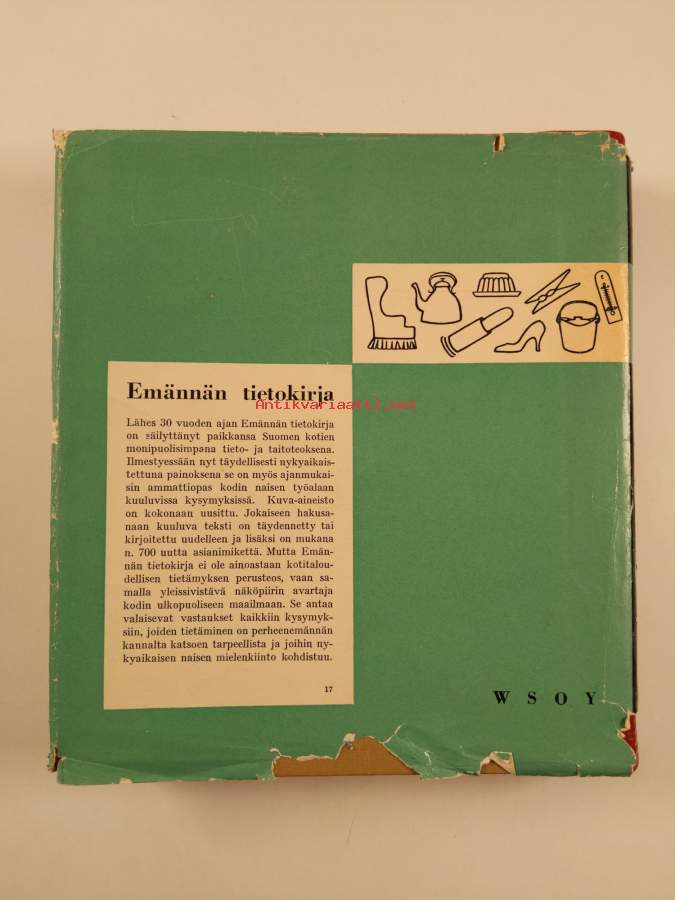 Emännän tietokirja
Antikvariaatti.net
Lähes 30 vuoden ajan Emännän tietokirja
on säilyttänyt paikkansa Suomen kotien
monipuolisimpana tieto- ja taitoteoksena.
Ilmestyessään nyt täydellisesti nykyaikais-
tettuna painoksena se on myös ajanmukai-
sin ammattiopas kodin naisen työalaan
kuuluvissa kysymyksissä. Kuva-aineisto
on kokonaan uusittu. Jokaiseen hakusa-
naan kuuluva teksti on täydennetty tai
kirjoitettu uudelleen ja lisäksi on mukana
n. 700 uutta asianimikettä. Mutta Emän-
nän tietokirja ei ole ainoastaan kotitalou-
dellisen tietämyksen perusteos, vaan sa-
malla yleissivistävä näköpiirin avartaja
kodin ulkopuoliseen maailmaan. Se antaa
valaisevat vastaukset kaikkiin kysymyk-
siin, joiden tietäminen on perheenemännän
kannalta katsoen tarpeellista ja joihin ny-
kyaikaisen naisen mielenkiinto kohdistuu.
17
WSOY